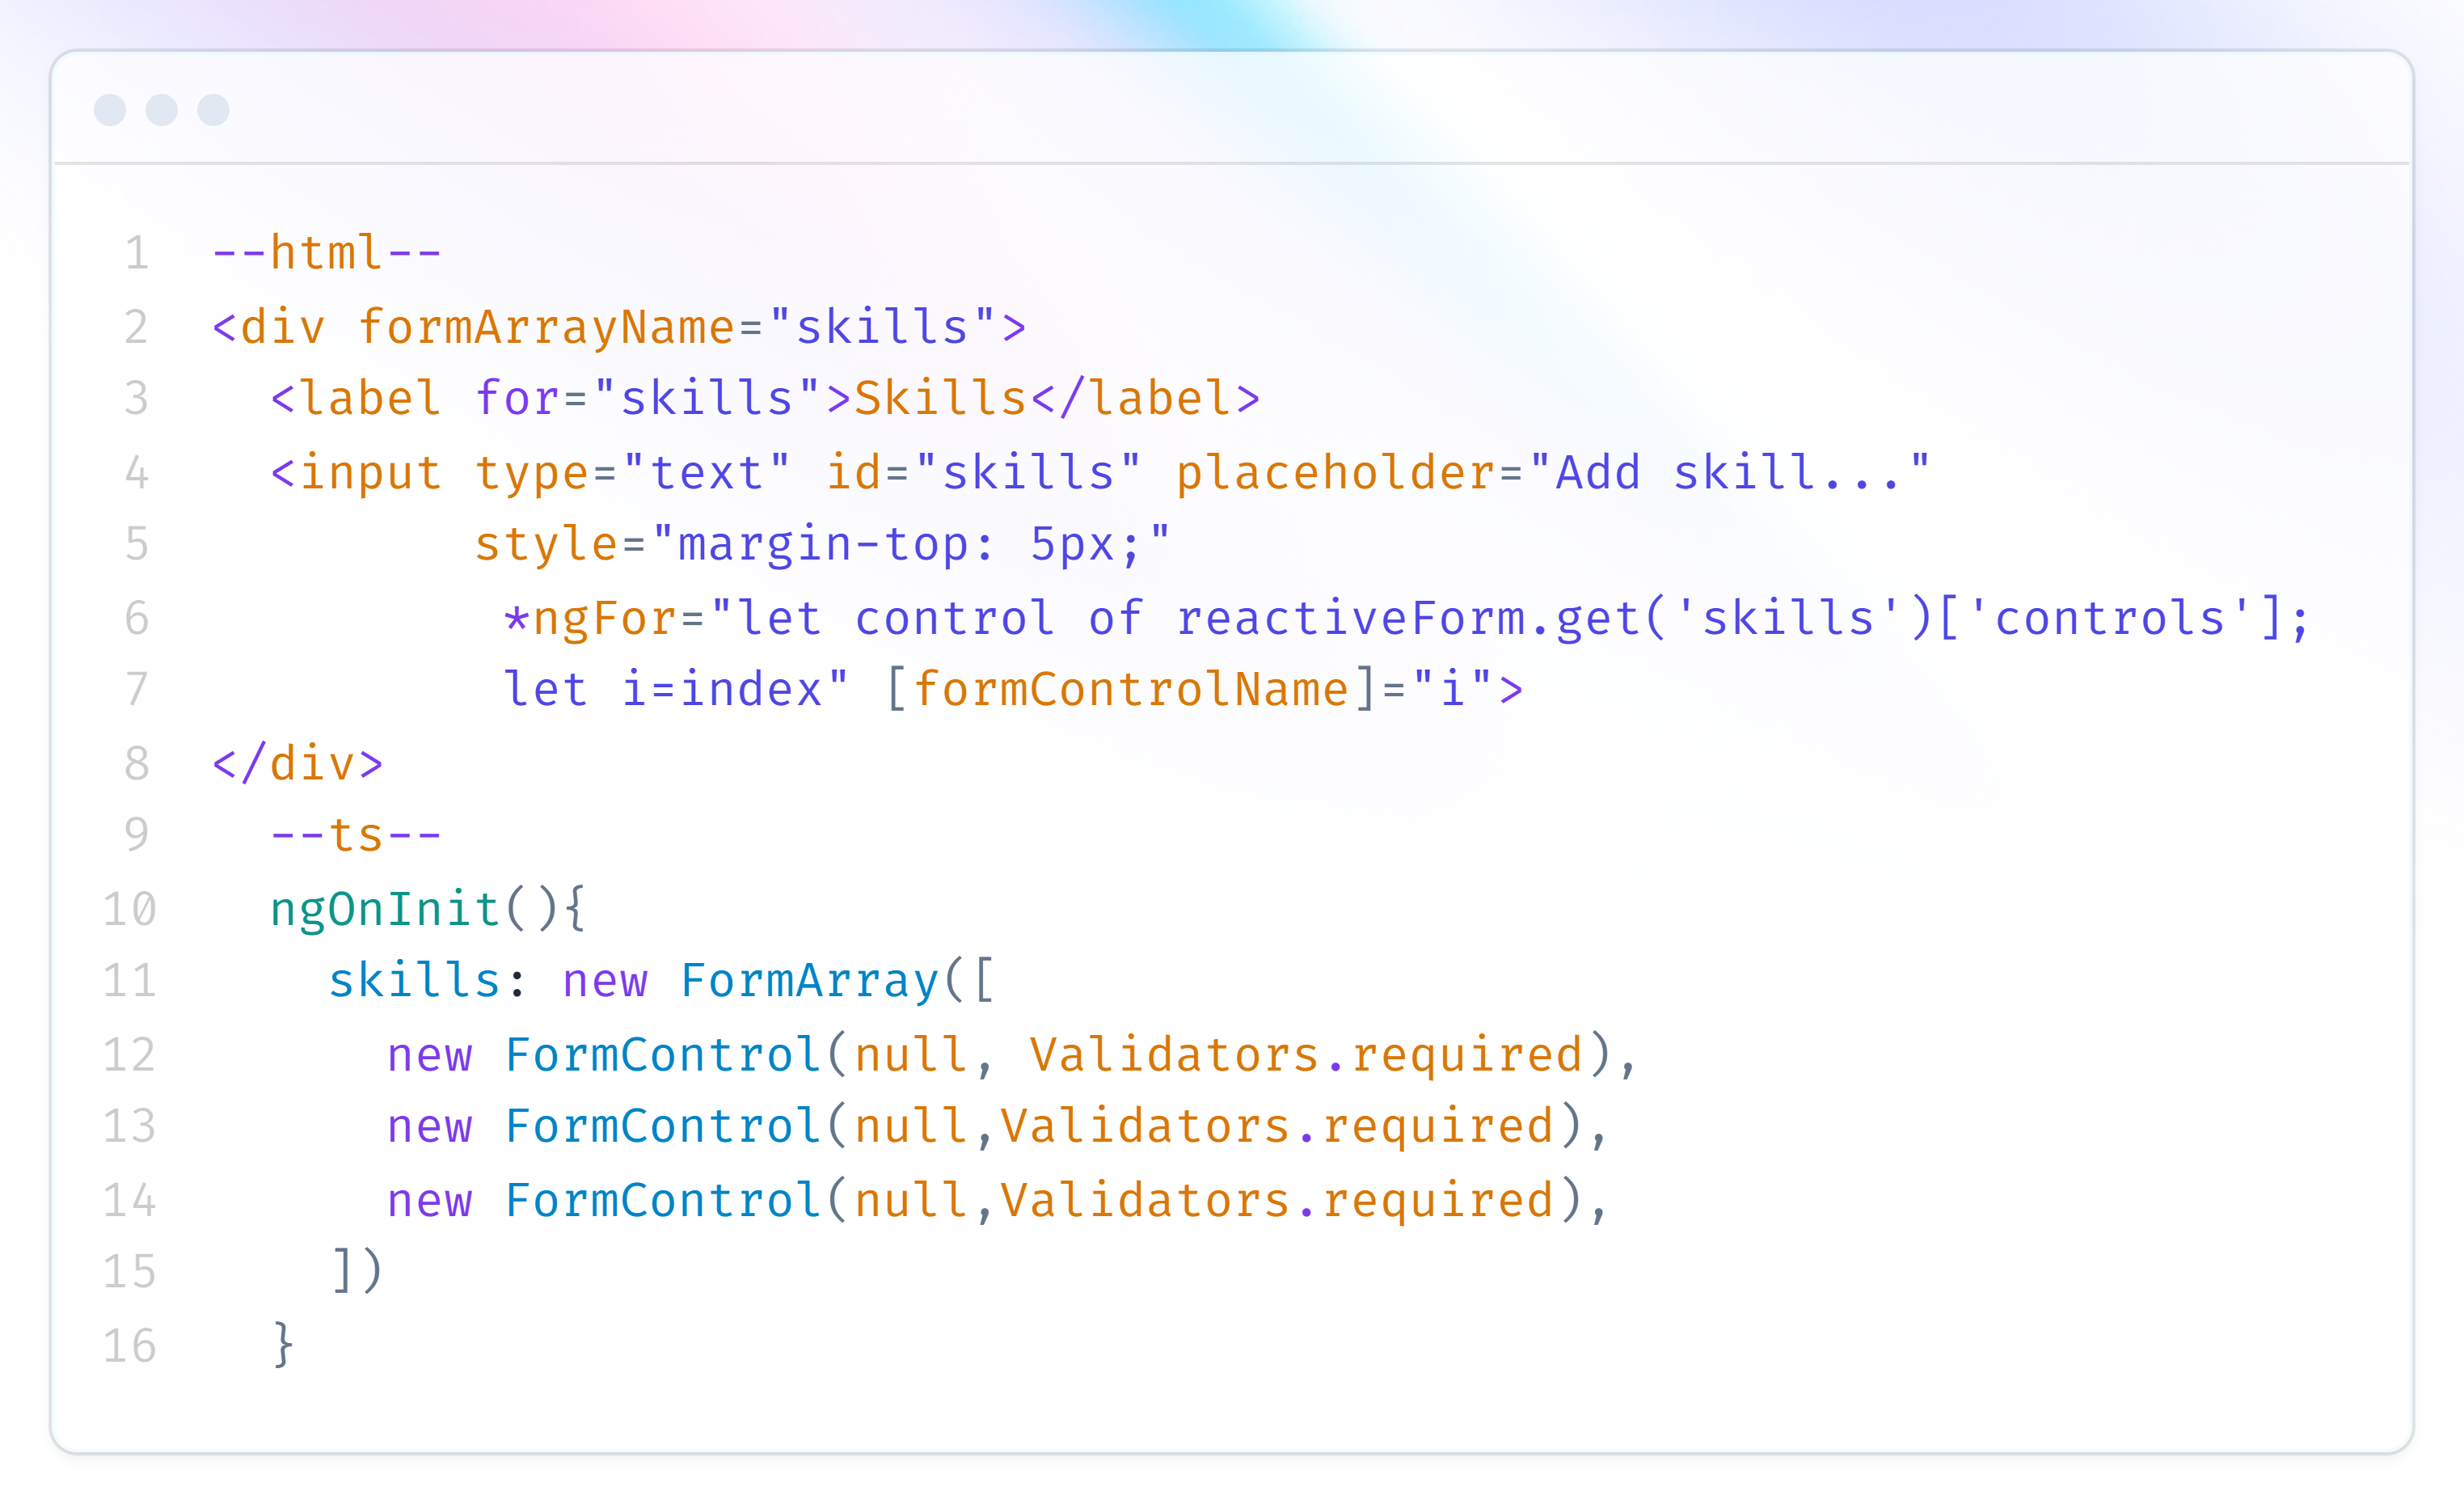 1 --html--
2 <div formArrayName="skills">
3   <label for="skills">Skills</label>
4   <input type="text" id="skills" placeholder="Add skill..."
5          style="margin-top: 5px;"
6           *ngFor="let control of reactiveForm.get('skills')['controls'];
7           let i=index" [formControlName]="i">
8 </div>
9   --ts--
10   ngOnInit(){
11     skills: new FormArray([
12       new FormControl(null, Validators.required),
13       new FormControl(null,Validators.required),
14       new FormControl(null,Validators.required),
15     ])
16   }